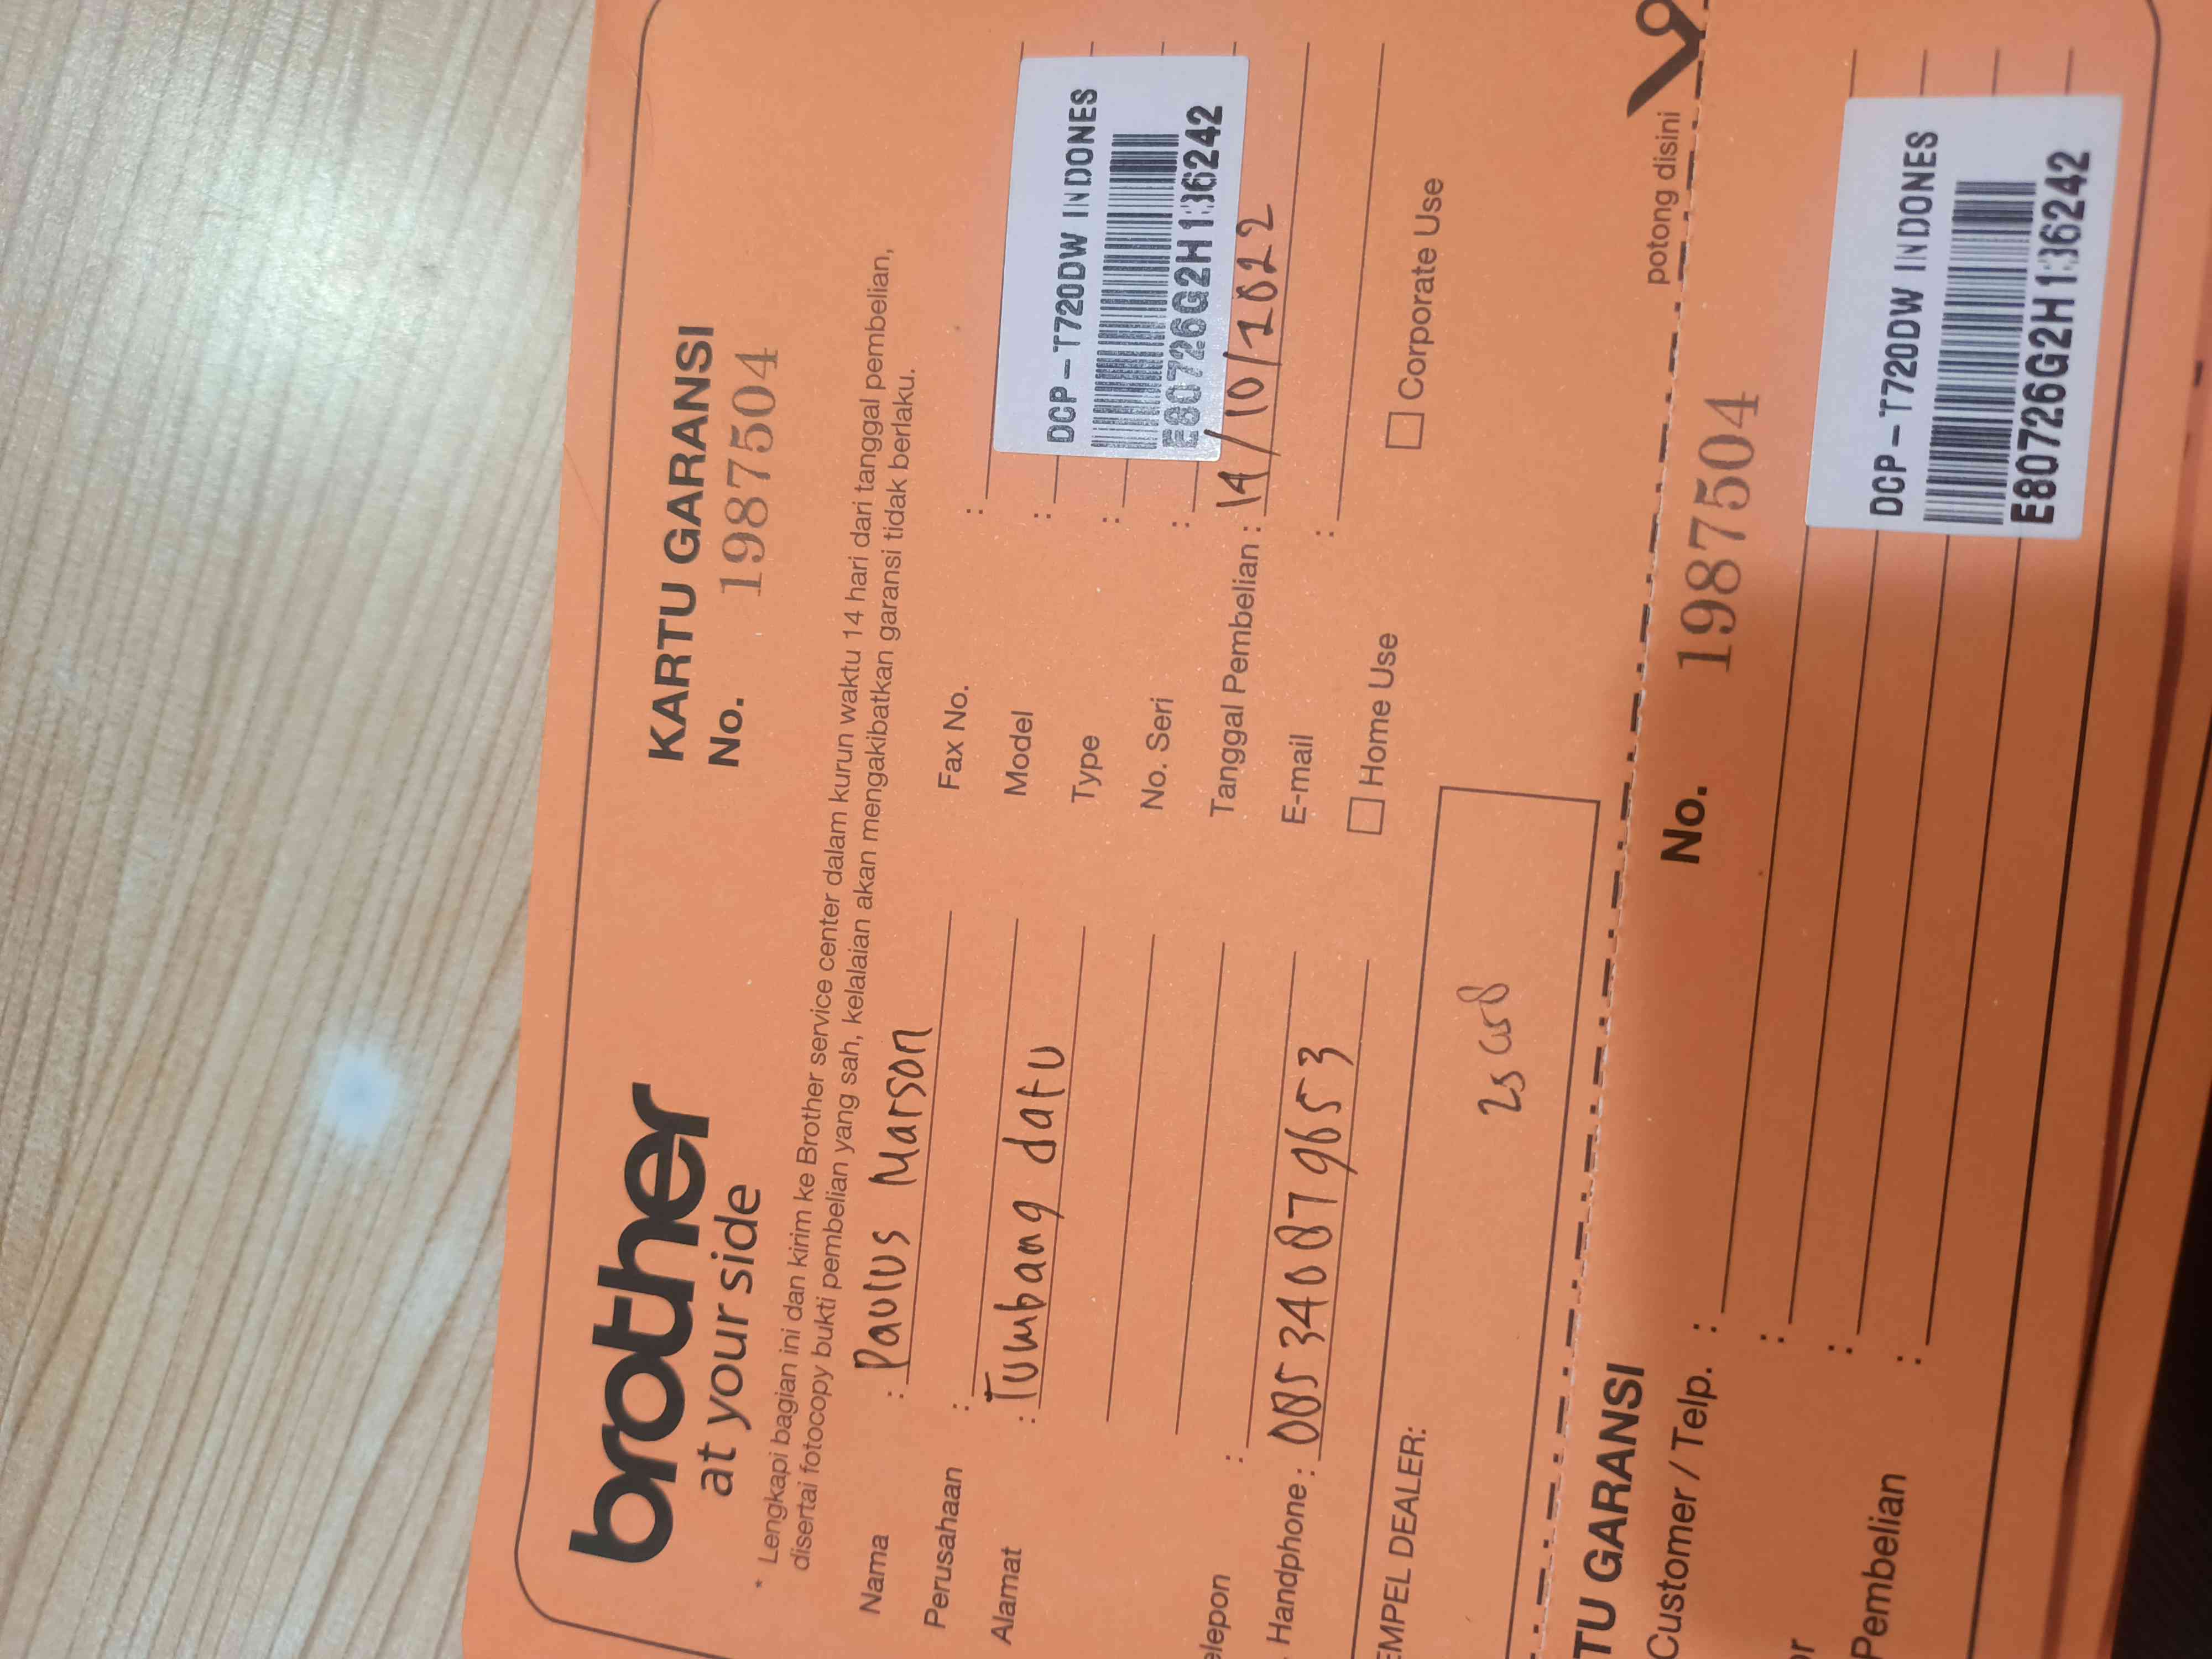 brother
at your side
KARTU GARANSI
No. 1987504
* Lengkapi bagian ini dan kirim ke Brother service center dalam kurun waktu 14 hari dari tanggal pembelian,
disertai fotocopy bukti pembelian yang sah, kelalaian akan mengakibatkan garansi tidak berlaku.
Nama : Paulus Marson
Perusahaan :
Alamat : Tumbang datu
elepon :
Handphone : 085340879653
Fax No. :
Model :
Type :
No. Seri :
DCP-T720DW INDONES
E80726G2H136242
Tanggal Pembelian : 14/10/2022
E-mail :
Home Use
Corporate Use
EMPEL DEALER:
potong disini
TU GARANSI
No. 1987504
Customer / Telp. :
or :
Pembelian :
:
DCP-T720DW INDONES
E80726G2H136242